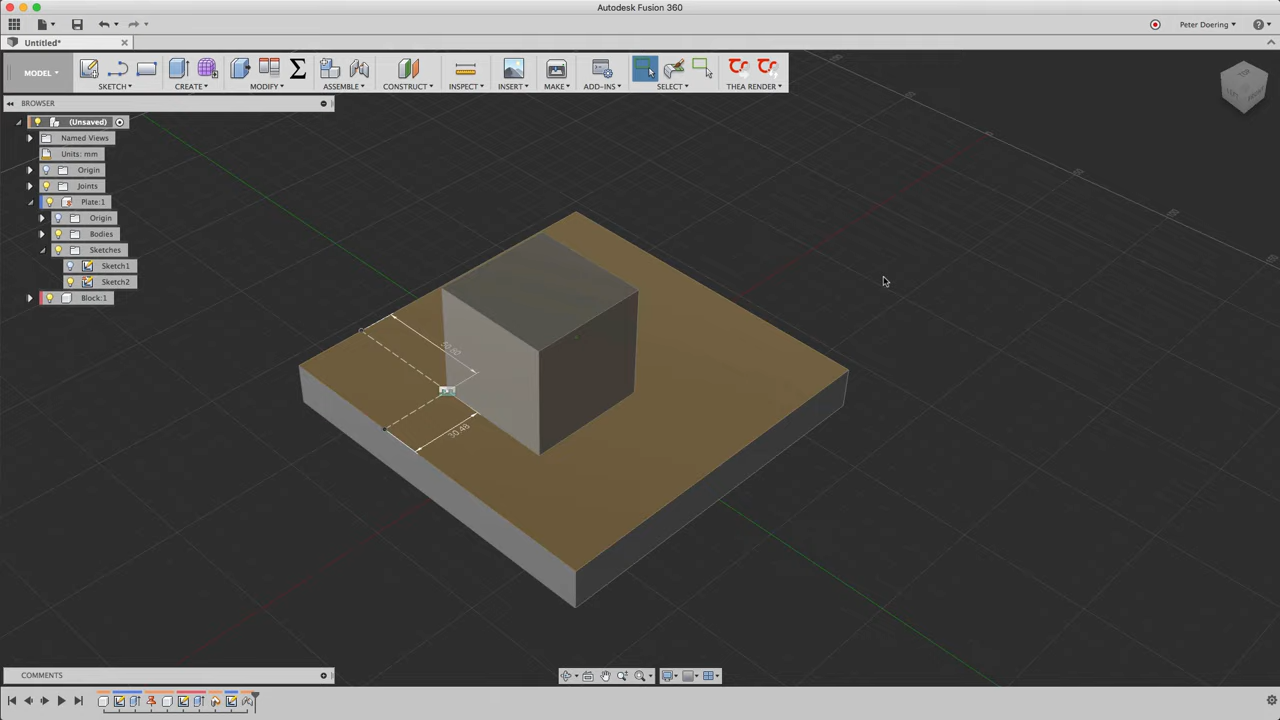 Autodesk Fusion 360
Peter Doering
Untitled*
MODEL
SKETCH
CREATE
MODIFY
ASSEMBLE
CONSTRUCT
INSPECT
INSERT
MAKE
ADD-INS
SELECT
THEA RENDER
BROWSER
(Unsaved)
Named Views
Units: mm
Origin
Joints
Plate:1
Origin
Bodies
Sketches
Sketch1
Sketch2
Block:1
30.48
COMMENTS